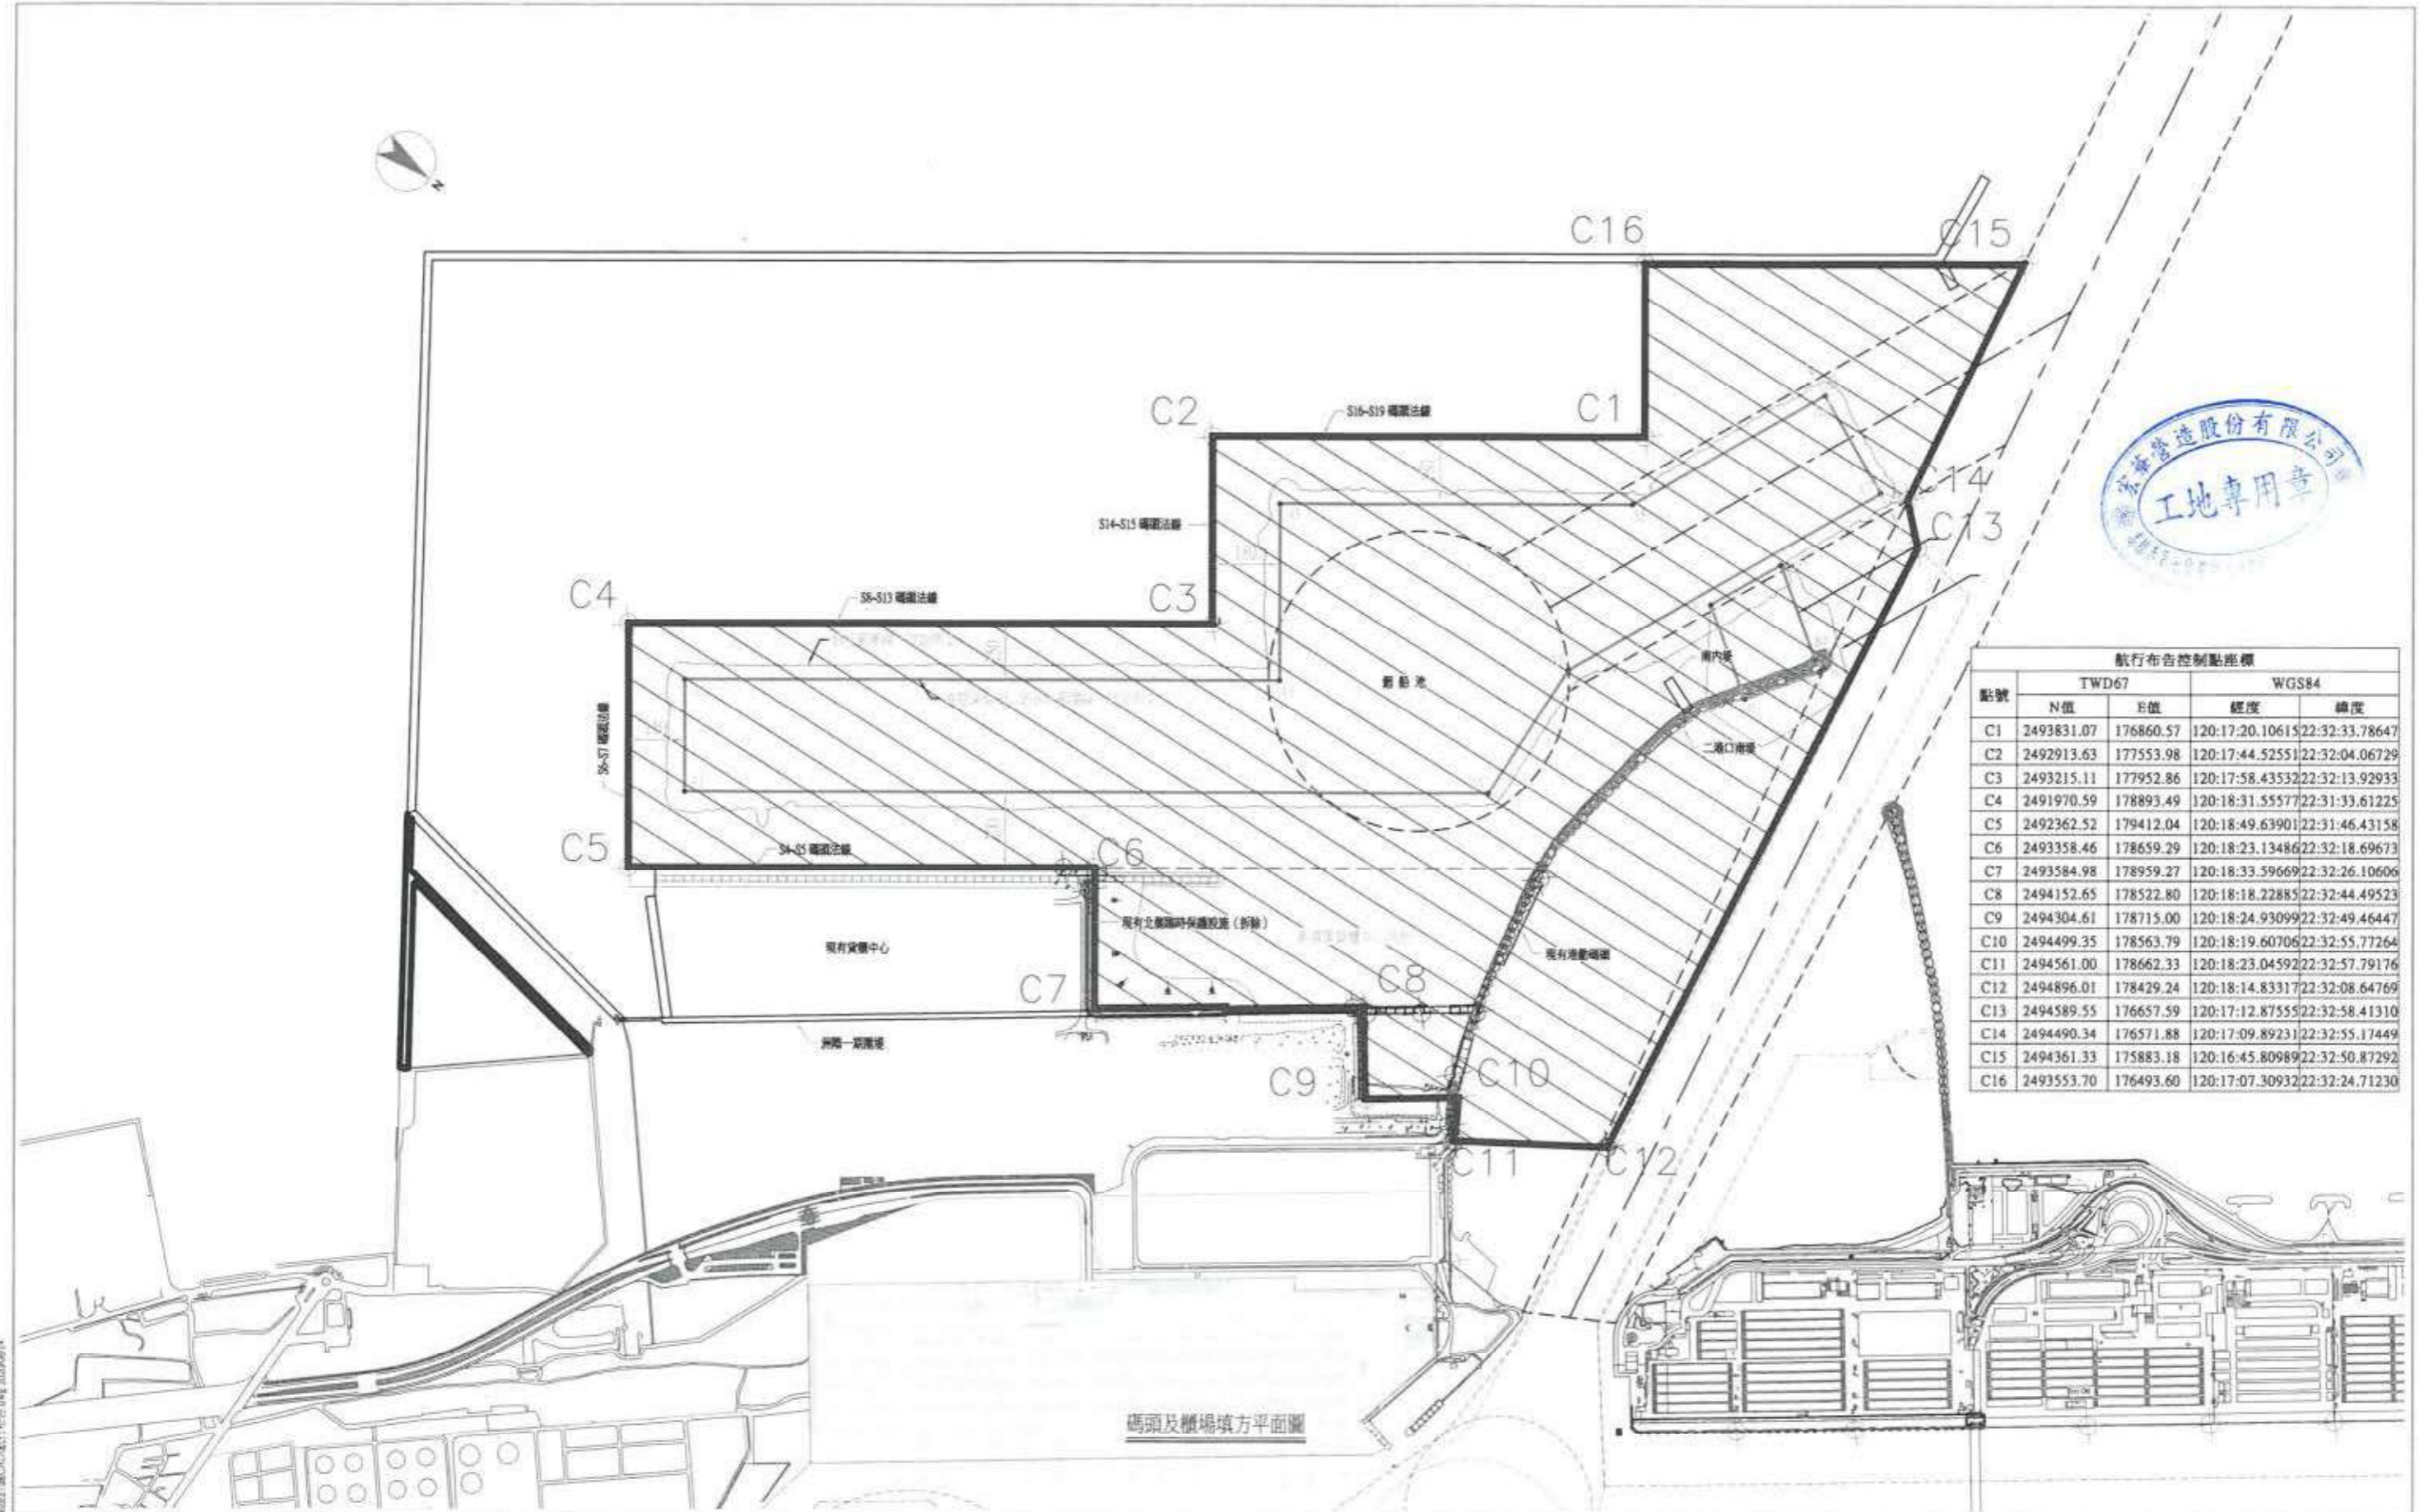 N
C16
C15
C2
S16~S19 碼頭法線
C1
C14
S14~S15 碼頭法線
C13
180
C4
S8~S13 碼頭法線
C3
迴船池
南內堤
二港口南堤
S6~S7 碼頭法線
C5
S4~S5 碼頭法線
C6
現有北側臨時保護設施（拆除）
現有貨櫃中心
現有港勤碼頭
C7
C8
洲際一期圍堤
C9
C10
C11
C12
碼頭及櫃場填方平面圖
營造股份有限公司
工地專用章
航行布告控制點座標
點號 TWD67 WGS84
N值 E值 經度 緯度
C1 2493831.07 176860.57 120:17:20.10615 22:32:33.78647
C2 2492913.63 177553.98 120:17:44.52551 22:32:04.06729
C3 2493215.11 177952.86 120:17:58.43532 22:32:13.92933
C4 2491970.59 178893.49 120:18:31.55577 22:31:33.61225
C5 2492362.52 179412.04 120:18:49.63901 22:31:46.43158
C6 2493358.46 178659.29 120:18:23.13486 22:32:18.69673
C7 2493584.98 178959.27 120:18:33.59669 22:32:26.10606
C8 2494152.65 178522.80 120:18:18.22885 22:32:44.49523
C9 2494304.61 178715.00 120:18:24.93099 22:32:49.46447
C10 2494499.35 178563.79 120:18:19.60706 22:32:55.77264
C11 2494561.00 178662.33 120:18:23.04592 22:32:57.79176
C12 2494896.01 178429.24 120:18:14.83317 22:32:08.64769
C13 2494589.55 176657.59 120:17:12.87555 22:32:58.41310
C14 2494490.34 176571.88 120:17:09.89231 22:32:55.17449
C15 2494361.33 175883.18 120:16:45.80989 22:32:50.87292
C16 2493553.70 176493.60 120:17:07.30932 22:32:24.71230